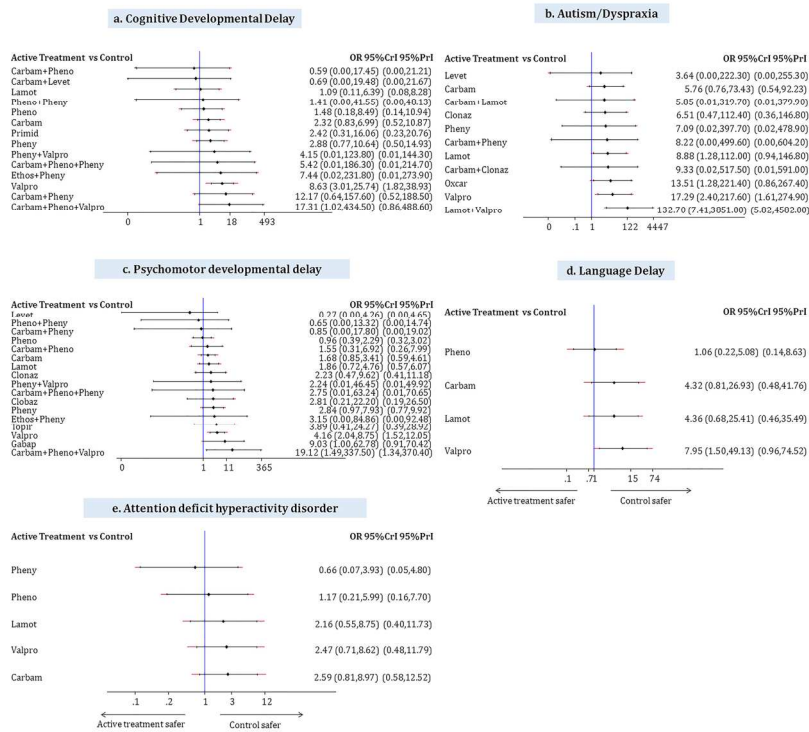 a. Cognitive Developmental Delay
Active Treatment vs Control OR 95%CrI 95%PrI
Carbam+Pheno 0.59 (0.00,17.45) (0.00,21.21)
Carbam+Levet 0.69 (0.00,19.48) (0.00,21.67)
Lamot 1.09 (0.11,6.39) (0.08,8.28)
Pheno+Pheny 1.41 (0.00,41.55) (0.00,40.13)
Pheno 1.48 (0.18,8.49) (0.14,10.94)
Carbam 2.32 (0.83,6.99) (0.52,10.87)
Primid 2.42 (0.31,16.06) (0.23,20.76)
Pheny 2.88 (0.77,10.64) (0.50,14.93)
Pheny+Valpro 4.15 (0.01,123.80) (0.01,144.30)
Carbam+Pheno+Pheny 5.42 (0.01,186.30) (0.01,214.70)
Ethos+Pheny 7.44 (0.02,231.80) (0.01,273.90)
Valpro 8.63 (3.01,25.74) (1.82,38.93)
Carbam+Pheny 12.17 (0.64,157.60) (0.52,188.50)
Carbam+Pheno+Valpro 17.31 (1.02,434.50) (0.86,488.60)
0 1 18 493
b. Autism/Dyspraxia
Active Treatment vs Control OR 95%CrI 95%PrI
Levet 3.64 (0.00,222.30) (0.00,255.30)
Carbam 5.76 (0.76,73.43) (0.54,92.23)
Carbam+Lamot 5.05 (0.01,319.70) (0.01,379.90)
Clonaz 6.51 (0.47,112.40) (0.36,146.80)
Pheny 7.09 (0.02,397.70) (0.02,478.90)
Carbam+Pheny 8.22 (0.00,499.60) (0.00,604.20)
Lamot 8.88 (1.28,112.00) (0.94,146.80)
Carbam+Clonaz 9.33 (0.02,517.50) (0.01,591.00)
Oxcar 13.51 (1.28,221.40) (0.86,267.40)
Valpro 17.29 (2.40,217.60) (1.61,274.90)
Lamot+Valpro 132.70 (7.41,3051.00) (5.02,4502.00)
0 .1 1 122 4447
c. Psychomotor developmental delay
Active Treatment vs Control OR 95%CrI 95%PrI
Levet 0.27 (0.00,4.26) (0.00,4.65)
Pheno+Pheny 0.65 (0.00,13.32) (0.00,14.74)
Carbam+Pheny 0.85 (0.00,17.80) (0.00,19.02)
Pheno 0.96 (0.39,2.29) (0.32,3.02)
Carbam+Pheno 1.55 (0.31,6.92) (0.26,7.99)
Carbam 1.68 (0.85,3.41) (0.59,4.61)
Lamot 1.86 (0.72,4.76) (0.57,6.07)
Clonaz 2.23 (0.47,9.62) (0.41,11.18)
Pheny+Valpro 2.24 (0.01,46.45) (0.01,49.92)
Carbam+Pheno+Pheny 2.75 (0.01,63.24) (0.01,70.65)
Clobaz 2.81 (0.21,22.20) (0.19,26.50)
Pheny 2.84 (0.97,7.93) (0.77,9.92)
Ethos+Pheny 3.15 (0.00,84.86) (0.00,92.48)
Topir 3.89 (0.41,24.27) (0.39,28.92)
Valpro 4.16 (2.04,8.75) (1.52,12.05)
Gabap 9.03 (1.00,62.78) (0.91,70.42)
Carbam+Pheno+Valpro 19.12 (1.49,337.50) (1.34,370.40)
0 1 11 365
d. Language Delay
Active Treatment vs Control OR 95%CrI 95%PrI
Pheno 1.06 (0.22,5.08) (0.14,8.63)
Carbam 4.32 (0.81,26.93) (0.48,41.76)
Lamot 4.36 (0.68,25.41) (0.46,35.49)
Valpro 7.95 (1.50,49.13) (0.96,74.52)
.1 .71 15 74
Active treatment safer Control safer
e. Attention deficit hyperactivity disorder
Active Treatment vs Control OR 95%CrI 95%PrI
Pheny 0.66 (0.07,3.93) (0.05,4.80)
Pheno 1.17 (0.21,5.99) (0.16,7.70)
Lamot 2.16 (0.55,8.75) (0.40,11.73)
Valpro 2.47 (0.71,8.62) (0.48,11.79)
Carbam 2.59 (0.81,8.97) (0.58,12.52)
.1 .2 1 3 12
Active treatment safer Control safer